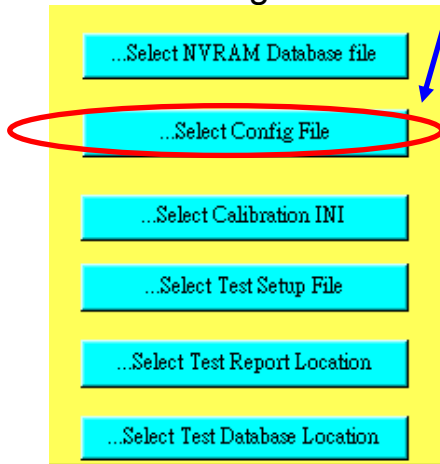 ...Select NVRAM Database file
...Select Config File
...Select Calibration INI
...Select Test Setup File
...Select Test Report Location
...Select Test Database Location